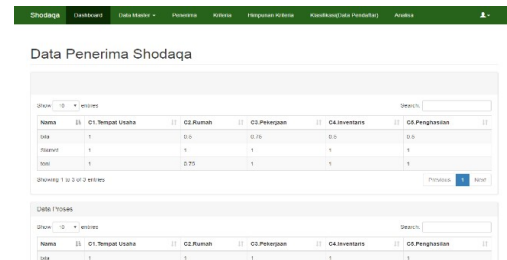 Shodaqa Dashboard Data Master Penerima Kriteria Himpunan Kriteria Klasifikasi(Data Pendaftar) Analisa
Data Penerima Shodaqa
Show 10 entries Search:
Nama C1.Tempat Usaha C2.Rumah C3.Pekerjaan C4.Inventaris C5.Penghasilan
bita 1 0.5 0.75 0.5 0.5
1 1 1 1 1
toni 1 0.75 1 1 1
Showing 1 to 3 of 3 entries Previous 1 Next
Data Proses
Show 10 entries Search:
Nama C1.Tempat Usaha C2.Rumah C3.Pekerjaan C4.Inventaris C5.Penghasilan
bita 1 1 1 1 1